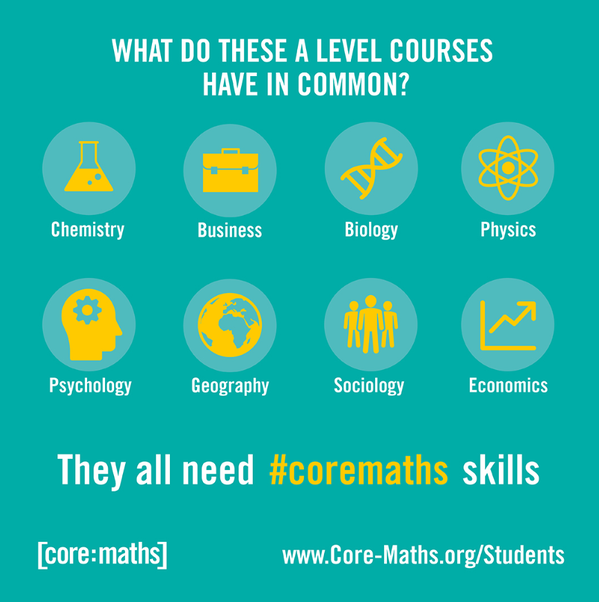 WHAT DO THESE A LEVEL COURSES
HAVE IN COMMON?
Chemistry
Business
Biology
Physics
Psychology
Geography
Sociology
Economics
They all need #coremaths skills
[core:maths]
www.Core-Maths.org/Students